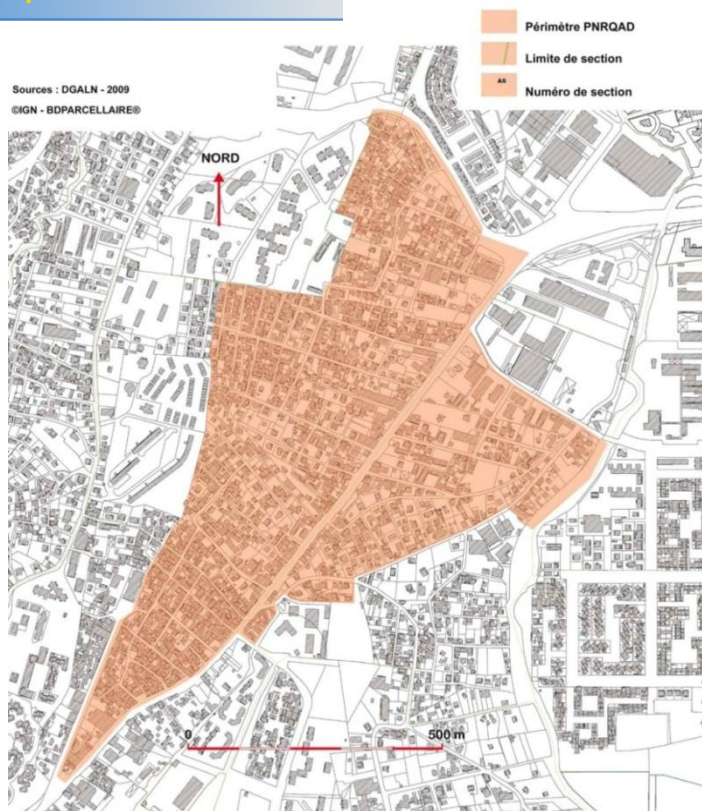 Périmètre PNRQAD
Limite de section
AS
Numéro de section
Sources : DGALN - 2009
©IGN - BDPARCELLAIRE®
NORD
0
500 m